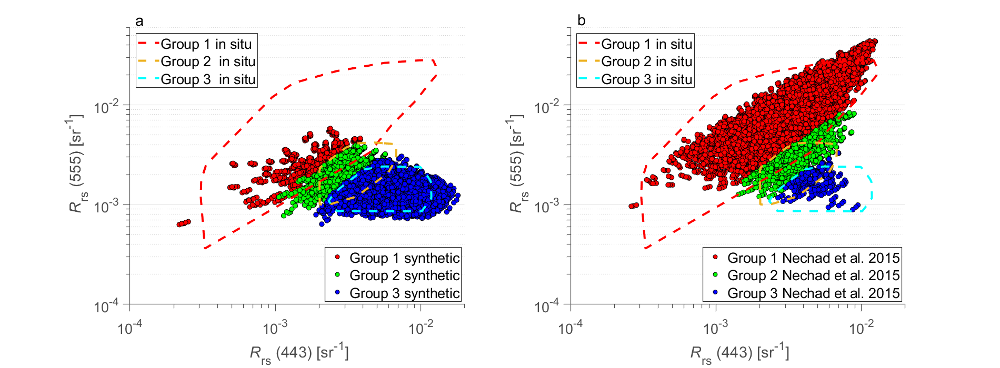 a
Group 1 in situ
Group 2 in situ
Group 3 in situ
10-2
10-3
10-4
Rrs (555) [sr-1]
Group 1 synthetic
Group 2 synthetic
Group 3 synthetic
10-4
10-3
10-2
Rrs (443) [sr-1]
b
Group 1 in situ
Group 2 in situ
Group 3 in situ
10-2
10-3
10-4
Rrs (555) [sr-1]
Group 1 Nechad et al. 2015
Group 2 Nechad et al. 2015
Group 3 Nechad et al. 2015
10-4
10-3
10-2
Rrs (443) [sr-1]